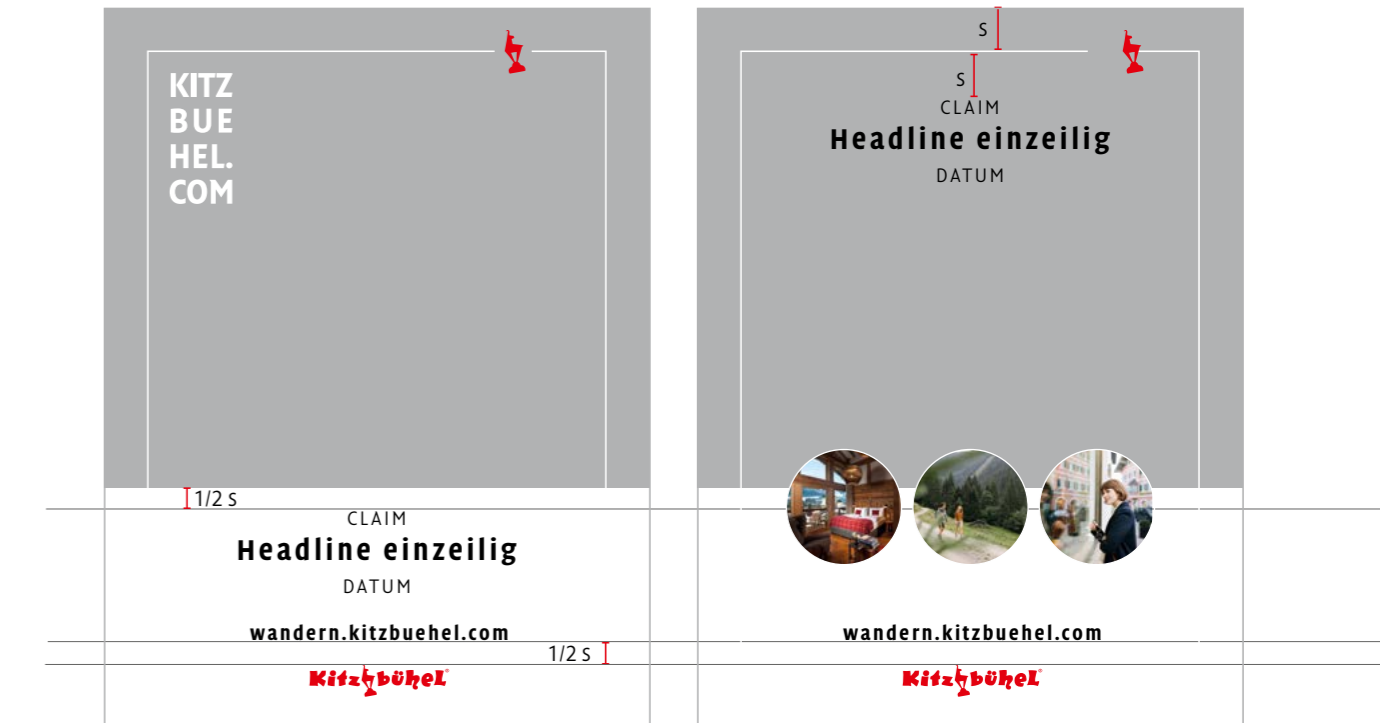 KITZ
BUE
HEL.
COM
1/2 s
CLAIM
Headline einzeilig
DATUM
wandern.kitzbuehel.com
1/2 s
Kitzbühel®
s
s
CLAIM
Headline einzeilig
DATUM
wandern.kitzbuehel.com
Kitzbühel®